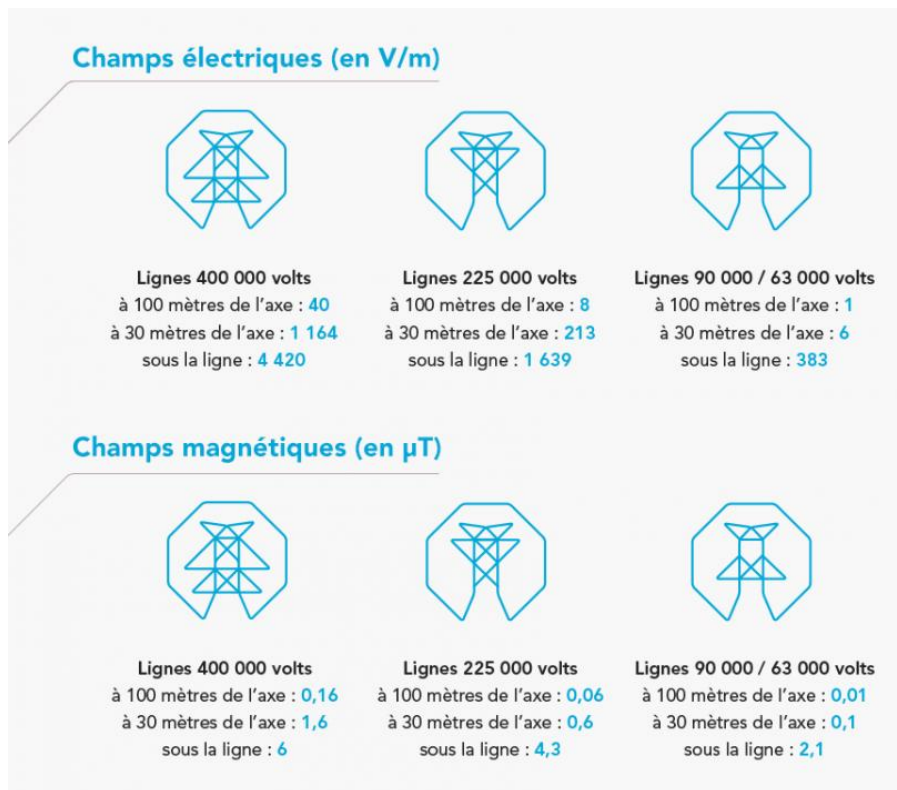 Champs électriques (en V/m)
Lignes 400 000 volts
à 100 mètres de l'axe : 40
à 30 mètres de l'axe : 1 164
sous la ligne : 4 420
Lignes 225 000 volts
à 100 mètres de l'axe : 8
à 30 mètres de l'axe : 213
sous la ligne : 1 639
Lignes 90 000 / 63 000 volts
à 100 mètres de l'axe : 1
à 30 mètres de l'axe : 6
sous la ligne : 383
Champs magnétiques (en µT)
Lignes 400 000 volts
à 100 mètres de l'axe : 0,16
à 30 mètres de l'axe : 1,6
sous la ligne : 6
Lignes 225 000 volts
à 100 mètres de l'axe : 0,06
à 30 mètres de l'axe : 0,6
sous la ligne : 4,3
Lignes 90 000 / 63 000 volts
à 100 mètres de l'axe : 0,01
à 30 mètres de l'axe : 0,1
sous la ligne : 2,1